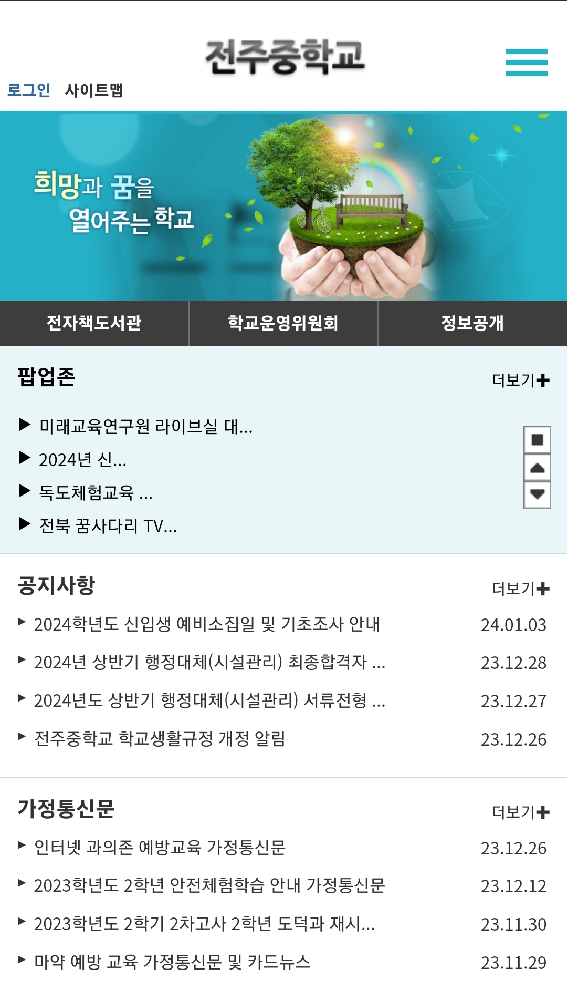 전주중학교
로그인 사이트맵
희망과 꿈을
열어주는 학교
전자책도서관 학교운영위원회 정보공개
팝업존 더보기+
▶ 미래교육연구원 라이브실 대...
▶ 2024년 신...
▶ 독도체험교육 ...
▶ 전북 꿈사다리 TV...
공지사항 더보기+
▶ 2024학년도 신입생 예비소집일 및 기초조사 안내 24.01.03
▶ 2024년 상반기 행정대체(시설관리) 최종합격자 ... 23.12.28
▶ 2024년도 상반기 행정대체(시설관리) 서류전형 ... 23.12.27
▶ 전주중학교 학교생활규정 개정 알림 23.12.26
가정통신문 더보기+
▶ 인터넷 과의존 예방교육 가정통신문 23.12.26
▶ 2023학년도 2학년 안전체험학습 안내 가정통신문 23.12.12
▶ 2023학년도 2학기 2차고사 2학년 도덕과 재시... 23.11.30
▶ 마약 예방 교육 가정통신문 및 카드뉴스 23.11.29